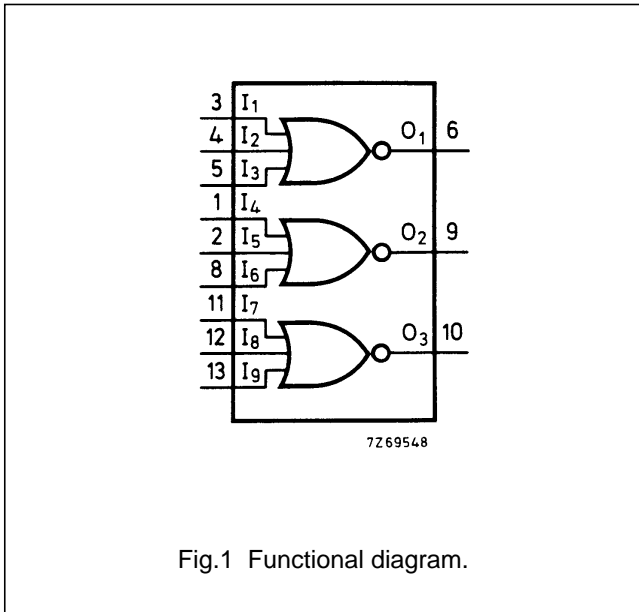 3 I1
4 I2 O1 6
5 I3
1 I4
2 I5 O2 9
8 I6
11 I7
12 I8 O3 10
13 I9
7Z69548
Fig.1 Functional diagram.